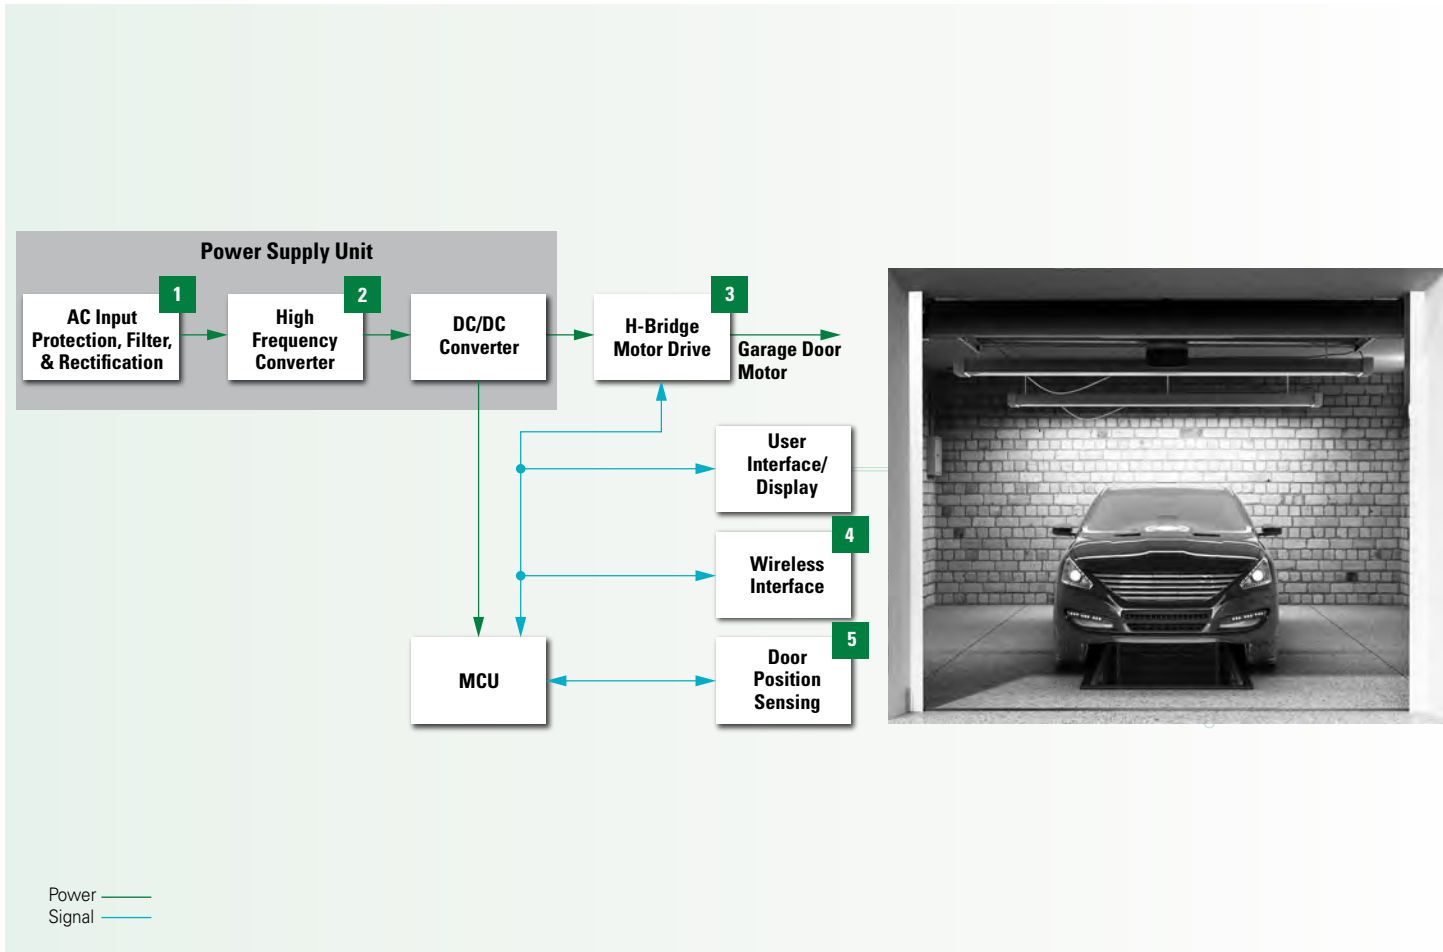 Power Supply Unit
1
AC Input
Protection, Filter,
& Rectification
2
High
Frequency
Converter
DC/DC
Converter
3
H-Bridge
Motor Drive
Garage Door
Motor
User
Interface/
Display
4
Wireless
Interface
MCU
5
Door
Position
Sensing
Power
Signal